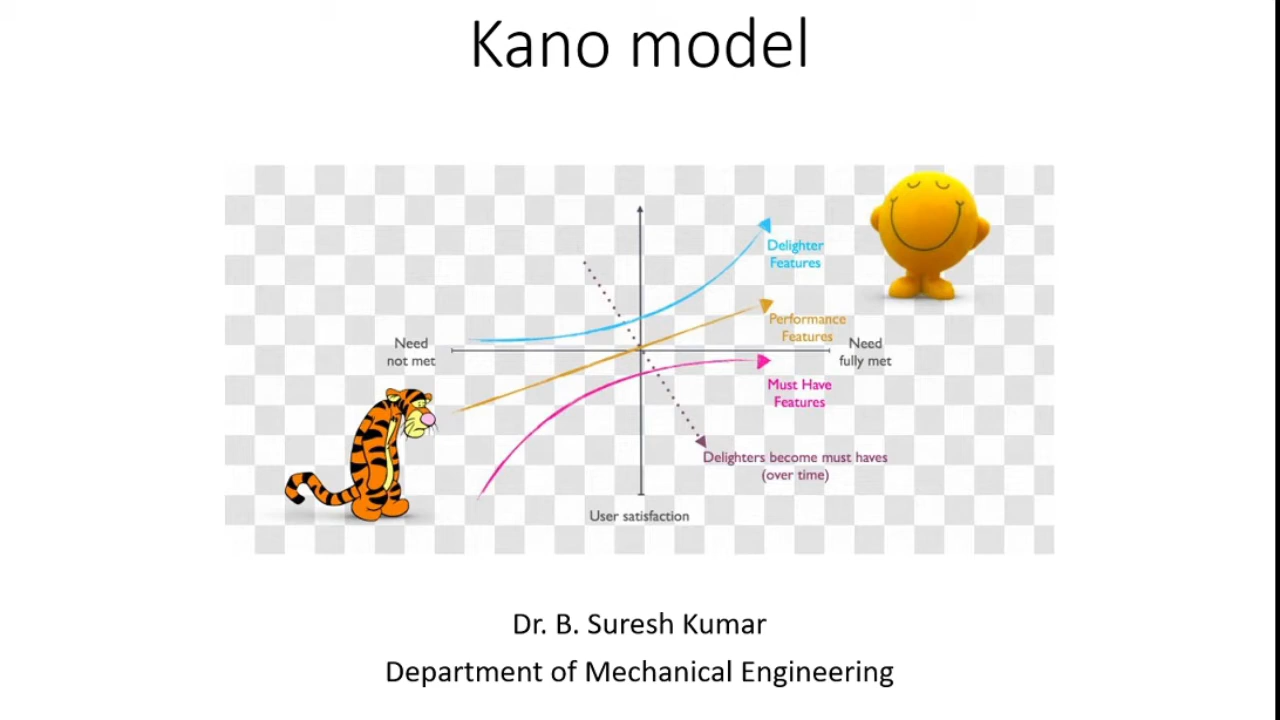 Kano model
Delighter
Features
Performance
Features
Need
not met
Need
fully met
Must Have
Features
Delighters become must haves
(over time)
User satisfaction
Dr. B. Suresh Kumar
Department of Mechanical Engineering